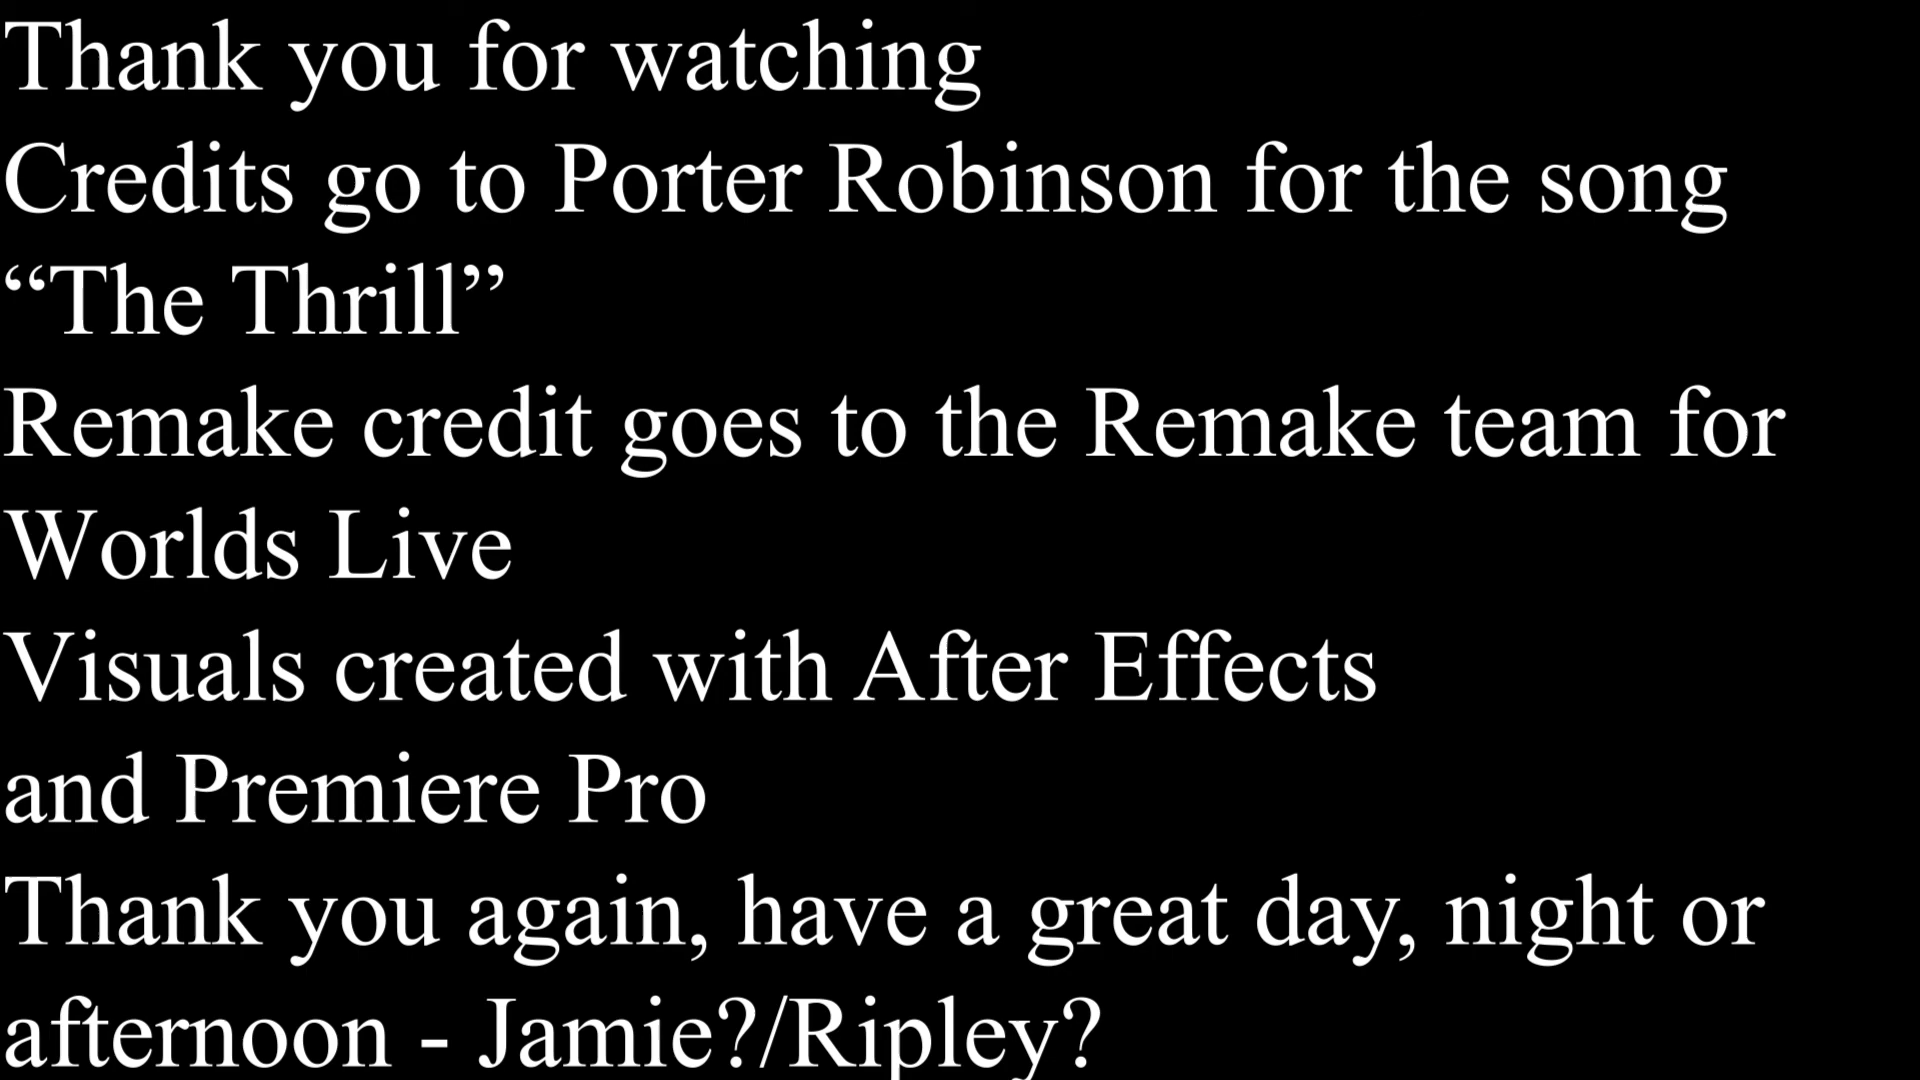 Thank you for watching
Credits go to Porter Robinson for the song
“The Thrill”
Remake credit goes to the Remake team for
Worlds Live
Visuals created with After Effects
and Premiere Pro
Thank you again, have a great day, night or
afternoon - Jamie?/Ripley?